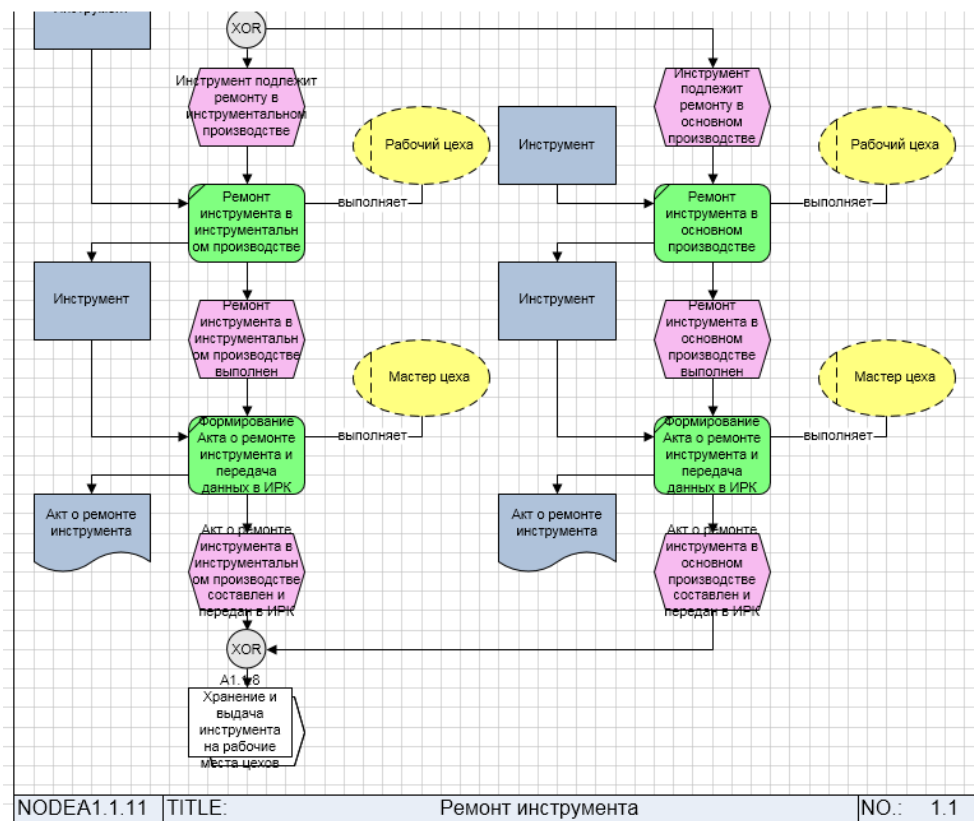 Инструмент
XOR
Инструмент подлежит
ремонту в
инструментальном
производстве
Инструмент
подлежит
ремонту в
основном
производстве
Рабочий цеха
Инструмент
Рабочий цеха
Ремонт
инструмента в
инструментальн
ом производстве
выполняет
Ремонт
инструмента в
основном
производстве
выполняет
Инструмент
Инструмент
Ремонт
инструмента в
инструментальн
ом производстве
выполнен
Ремонт
инструмента в
основном
производстве
выполнен
Мастер цеха
Мастер цеха
Формирование
Акта о ремонте
инструмента и
передача
данных в ИРК
выполняет
Формирование
Акта о ремонте
инструмента и
передача
данных в ИРК
выполняет
Акт о ремонте
инструмента
Акт о ремонте
инструмента в
инструментальн
ом производстве
составлен и
передан в ИРК
Акт о ремонте
инструмента
Акт о ремонте
инструмента в
основном
производстве
составлен и
передан в ИРК
XOR
Хранение и
выдача
инструмента
на рабочие
места цехов
NODE A1.1.11 TITLE: Ремонт инструмента NO.: 1.1